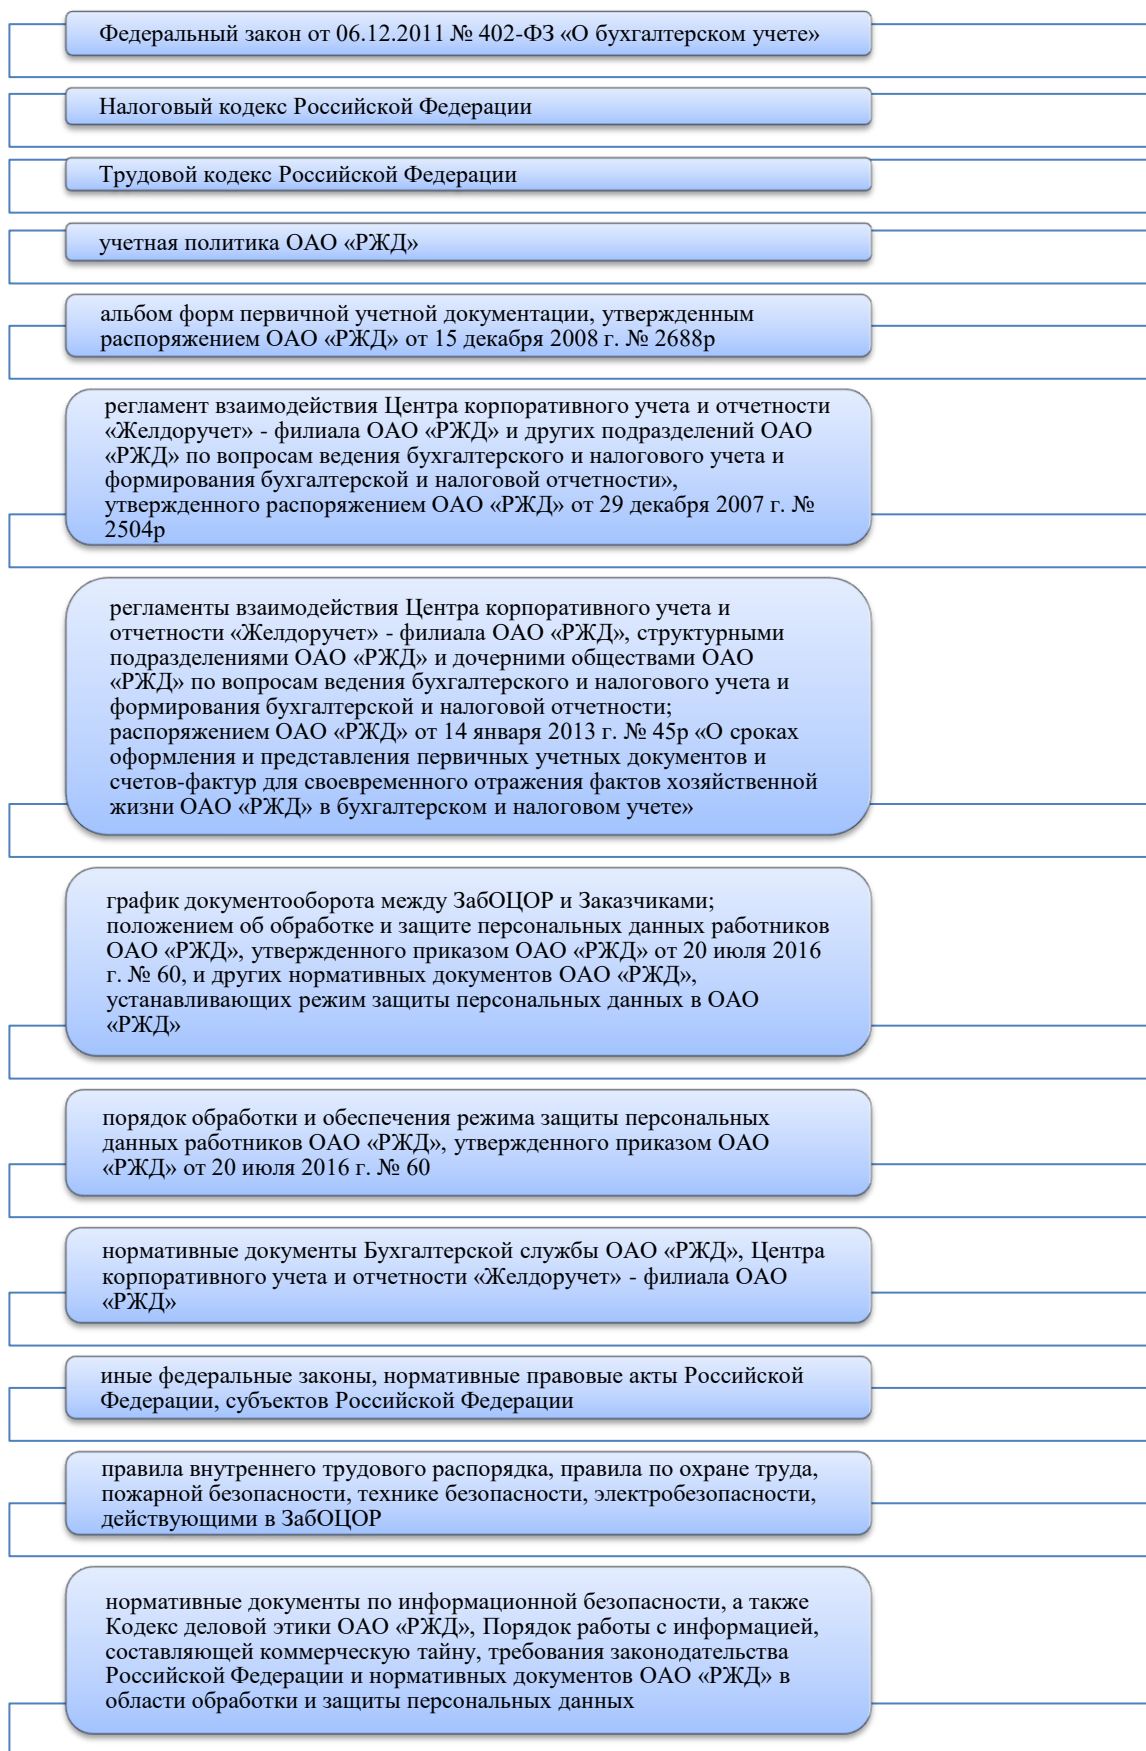 Федеральный закон от 06.12.2011 № 402-ФЗ «О бухгалтерском учете»
Налоговый кодекс Российской Федерации
Трудовой кодекс Российской Федерации
учетная политика ОАО «РЖД»
альбом форм первичной учетной документации, утвержденным
распоряжением ОАО «РЖД» от 15 декабря 2008 г. № 2688р
регламент взаимодействия Центра корпоративного учета и отчетности
«Желдоручет» - филиала ОАО «РЖД» и других подразделений ОАО
«РЖД» по вопросам ведения бухгалтерского и налогового учета и
формирования бухгалтерской и налоговой отчетности»,
утвержденного распоряжением ОАО «РЖД» от 29 декабря 2007 г. №
2504р
регламенты взаимодействия Центра корпоративного учета и
отчетности «Желдоручет» - филиала ОАО «РЖД», структурными
подразделениями ОАО «РЖД» и дочерними обществами ОАО
«РЖД» по вопросам ведения бухгалтерского и налогового учета и
формирования бухгалтерской и налоговой отчетности;
распоряжением ОАО «РЖД» от 14 января 2013 г. № 45р «О сроках
оформления и представления первичных учетных документов и
счетов-фактур для своевременного отражения фактов хозяйственной
жизни ОАО «РЖД» в бухгалтерском и налоговом учете»
график документооборота между ЗабОЦОР и Заказчиками;
положением об обработке и защите персональных данных работников
ОАО «РЖД», утвержденного приказом ОАО «РЖД» от 20 июля 2016
г. № 60, и других нормативных документов ОАО «РЖД»,
устанавливающих режим защиты персональных данных в ОАО
«РЖД»
порядок обработки и обеспечения режима защиты персональных
данных работников ОАО «РЖД», утвержденного приказом ОАО
«РЖД» от 20 июля 2016 г. № 60
нормативные документы Бухгалтерской службы ОАО «РЖД», Центра
корпоративного учета и отчетности «Желдоручет» - филиала ОАО
«РЖД»
иные федеральные законы, нормативные правовые акты Российской
Федерации, субъектов Российской Федерации
правила внутреннего трудового распорядка, правила по охране труда,
пожарной безопасности, технике безопасности, электробезопасности,
действующими в ЗабОЦОР
нормативные документы по информационной безопасности, а также
Кодекс деловой этики ОАО «РЖД», Порядок работы с информацией,
составляющей коммерческую тайну, требования законодательства
Российской Федерации и нормативных документов ОАО «РЖД» в
области обработки и защиты персональных данных